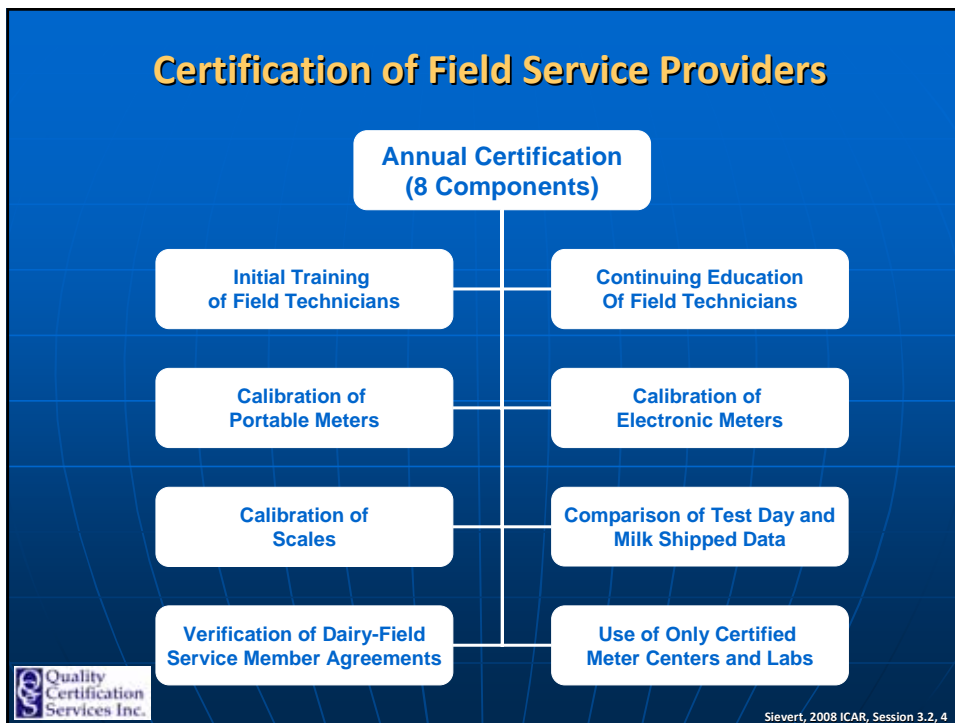 Certification of Field Service Providers
Annual Certification
(8 Components)
Initial Training
of Field Technicians
Continuing Education
Of Field Technicians
Calibration of
Portable Meters
Calibration of
Electronic Meters
Calibration of
Scales
Comparison of Test Day and
Milk Shipped Data
Verification of Dairy-Field
Service Member Agreements
Use of Only Certified
Meter Centers and Labs
QCS
Quality
Certification
Services Inc.
Sievert, 2008 ICAR, Session 3.2, 4